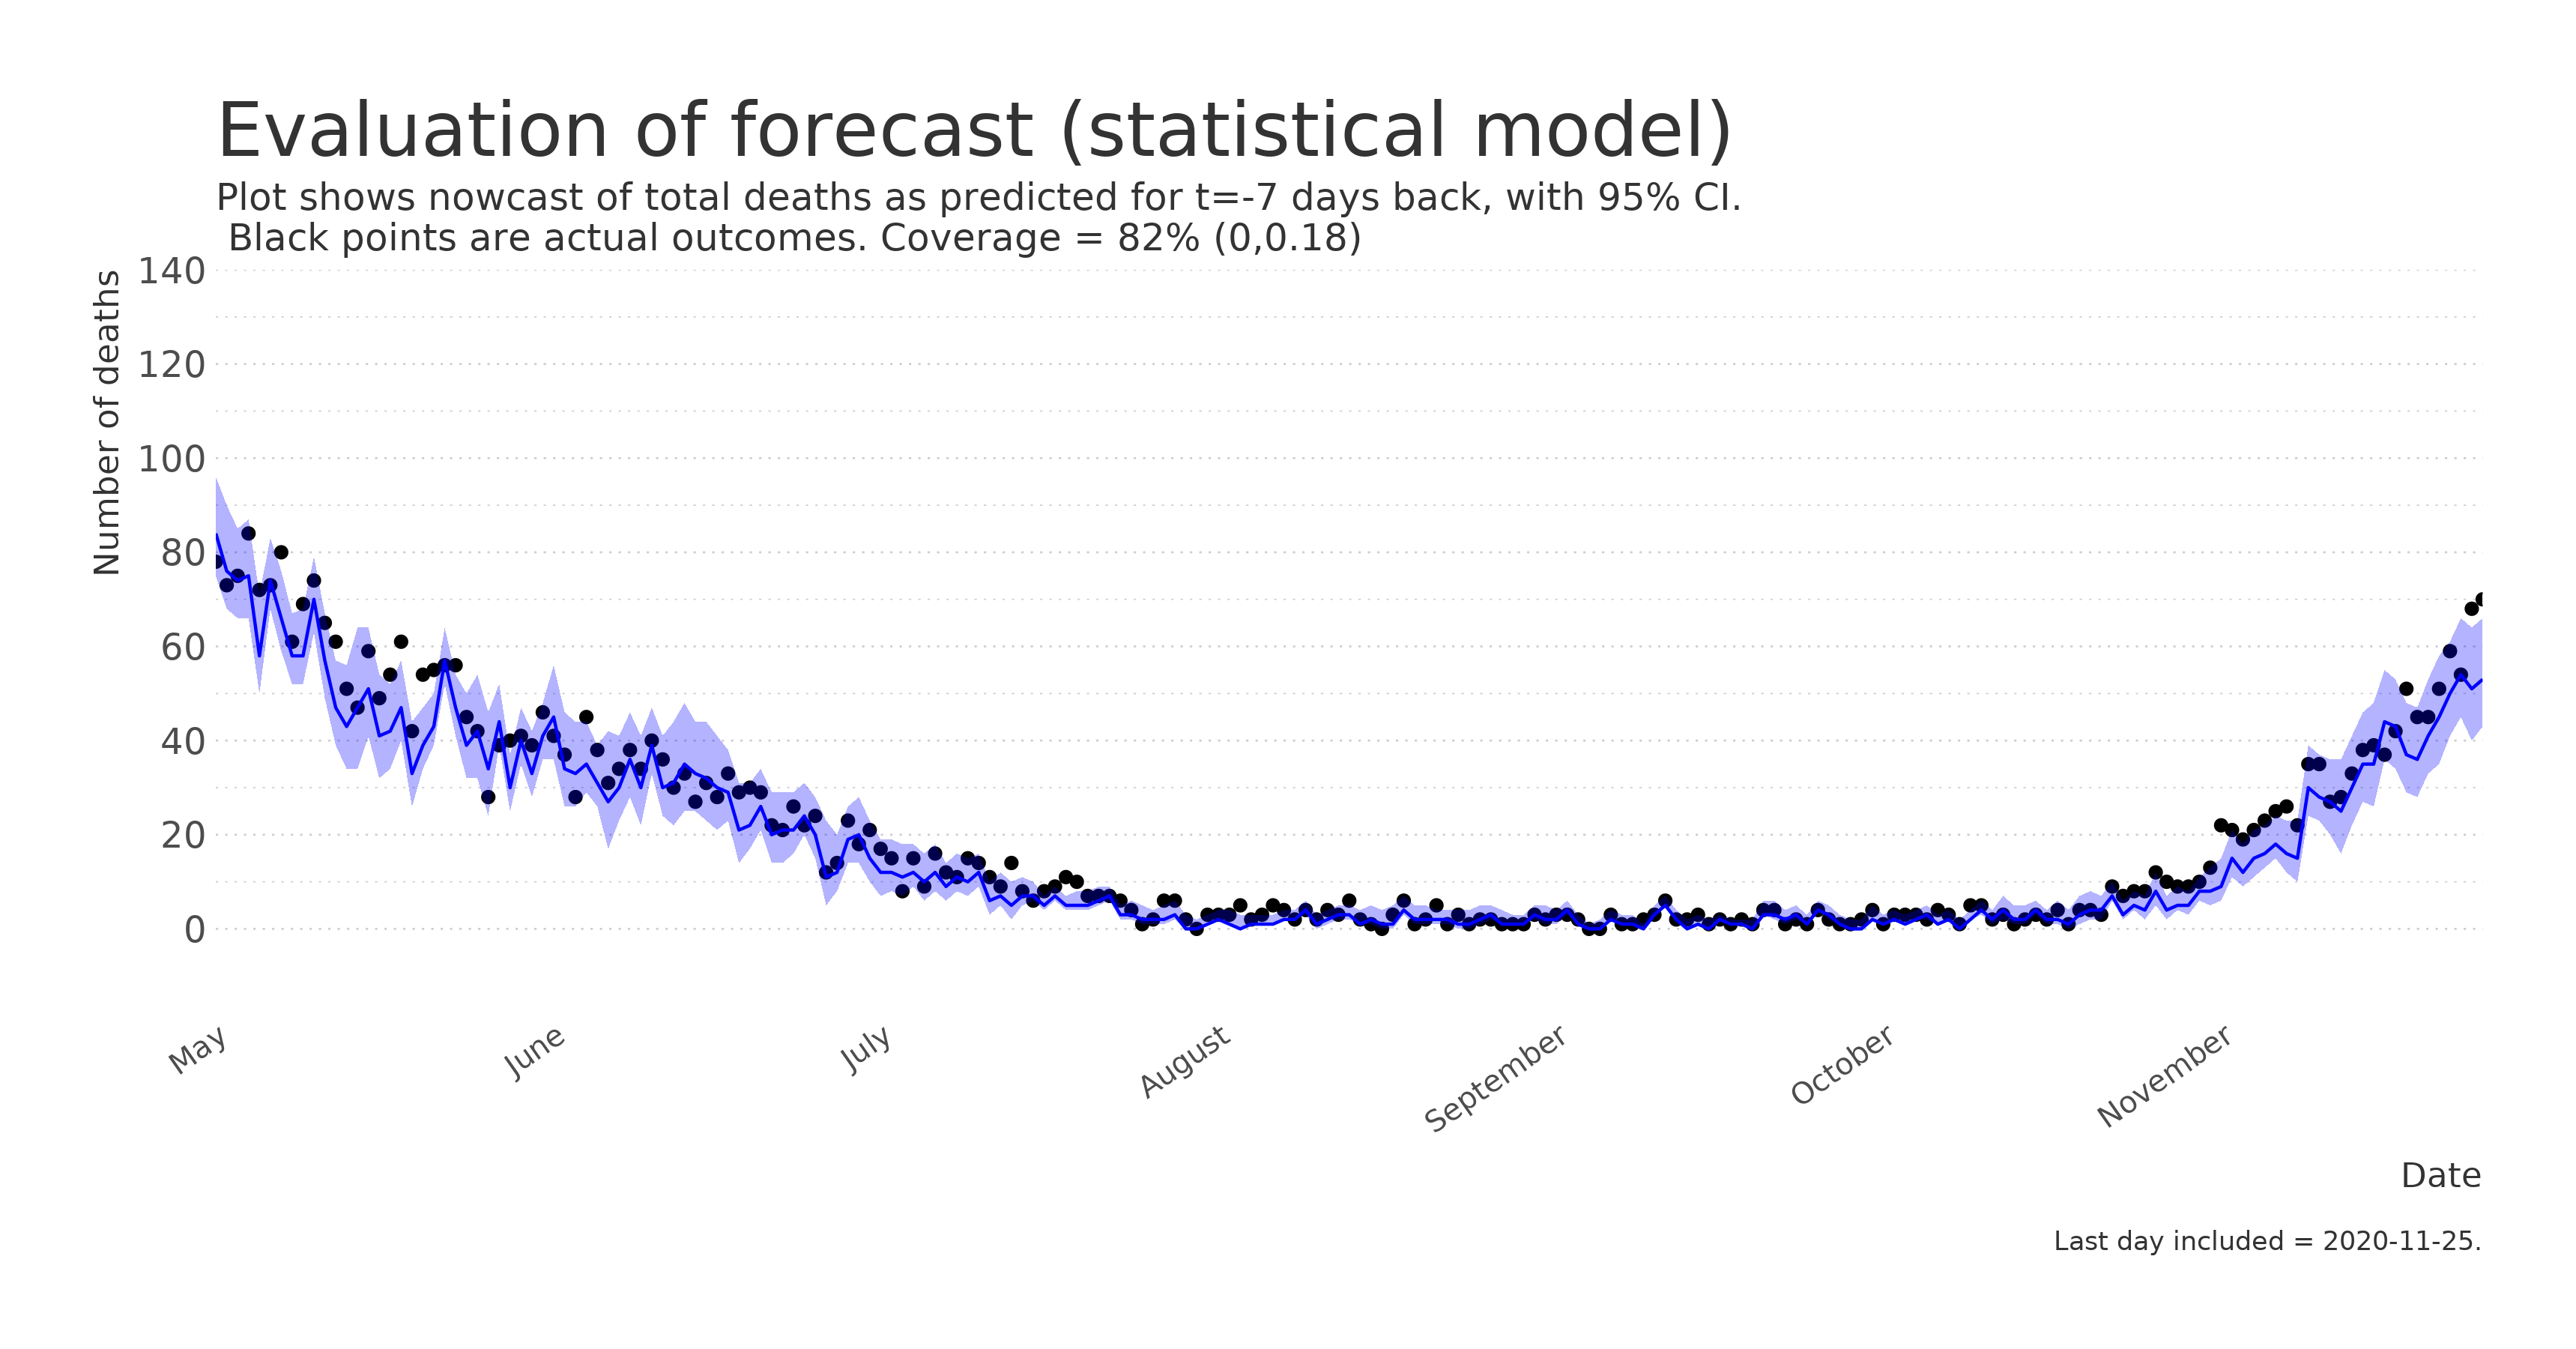 Evaluation of forecast (statistical model)
Plot shows nowcast of total deaths as predicted for t=-7 days back, with 95% CI.
Black points are actual outcomes. Coverage = 82% (0,0.18)
Number of deaths
140
120
100
80
60
40
20
0
May
June
July
August
September
October
November
Date
Last day included = 2020-11-25.